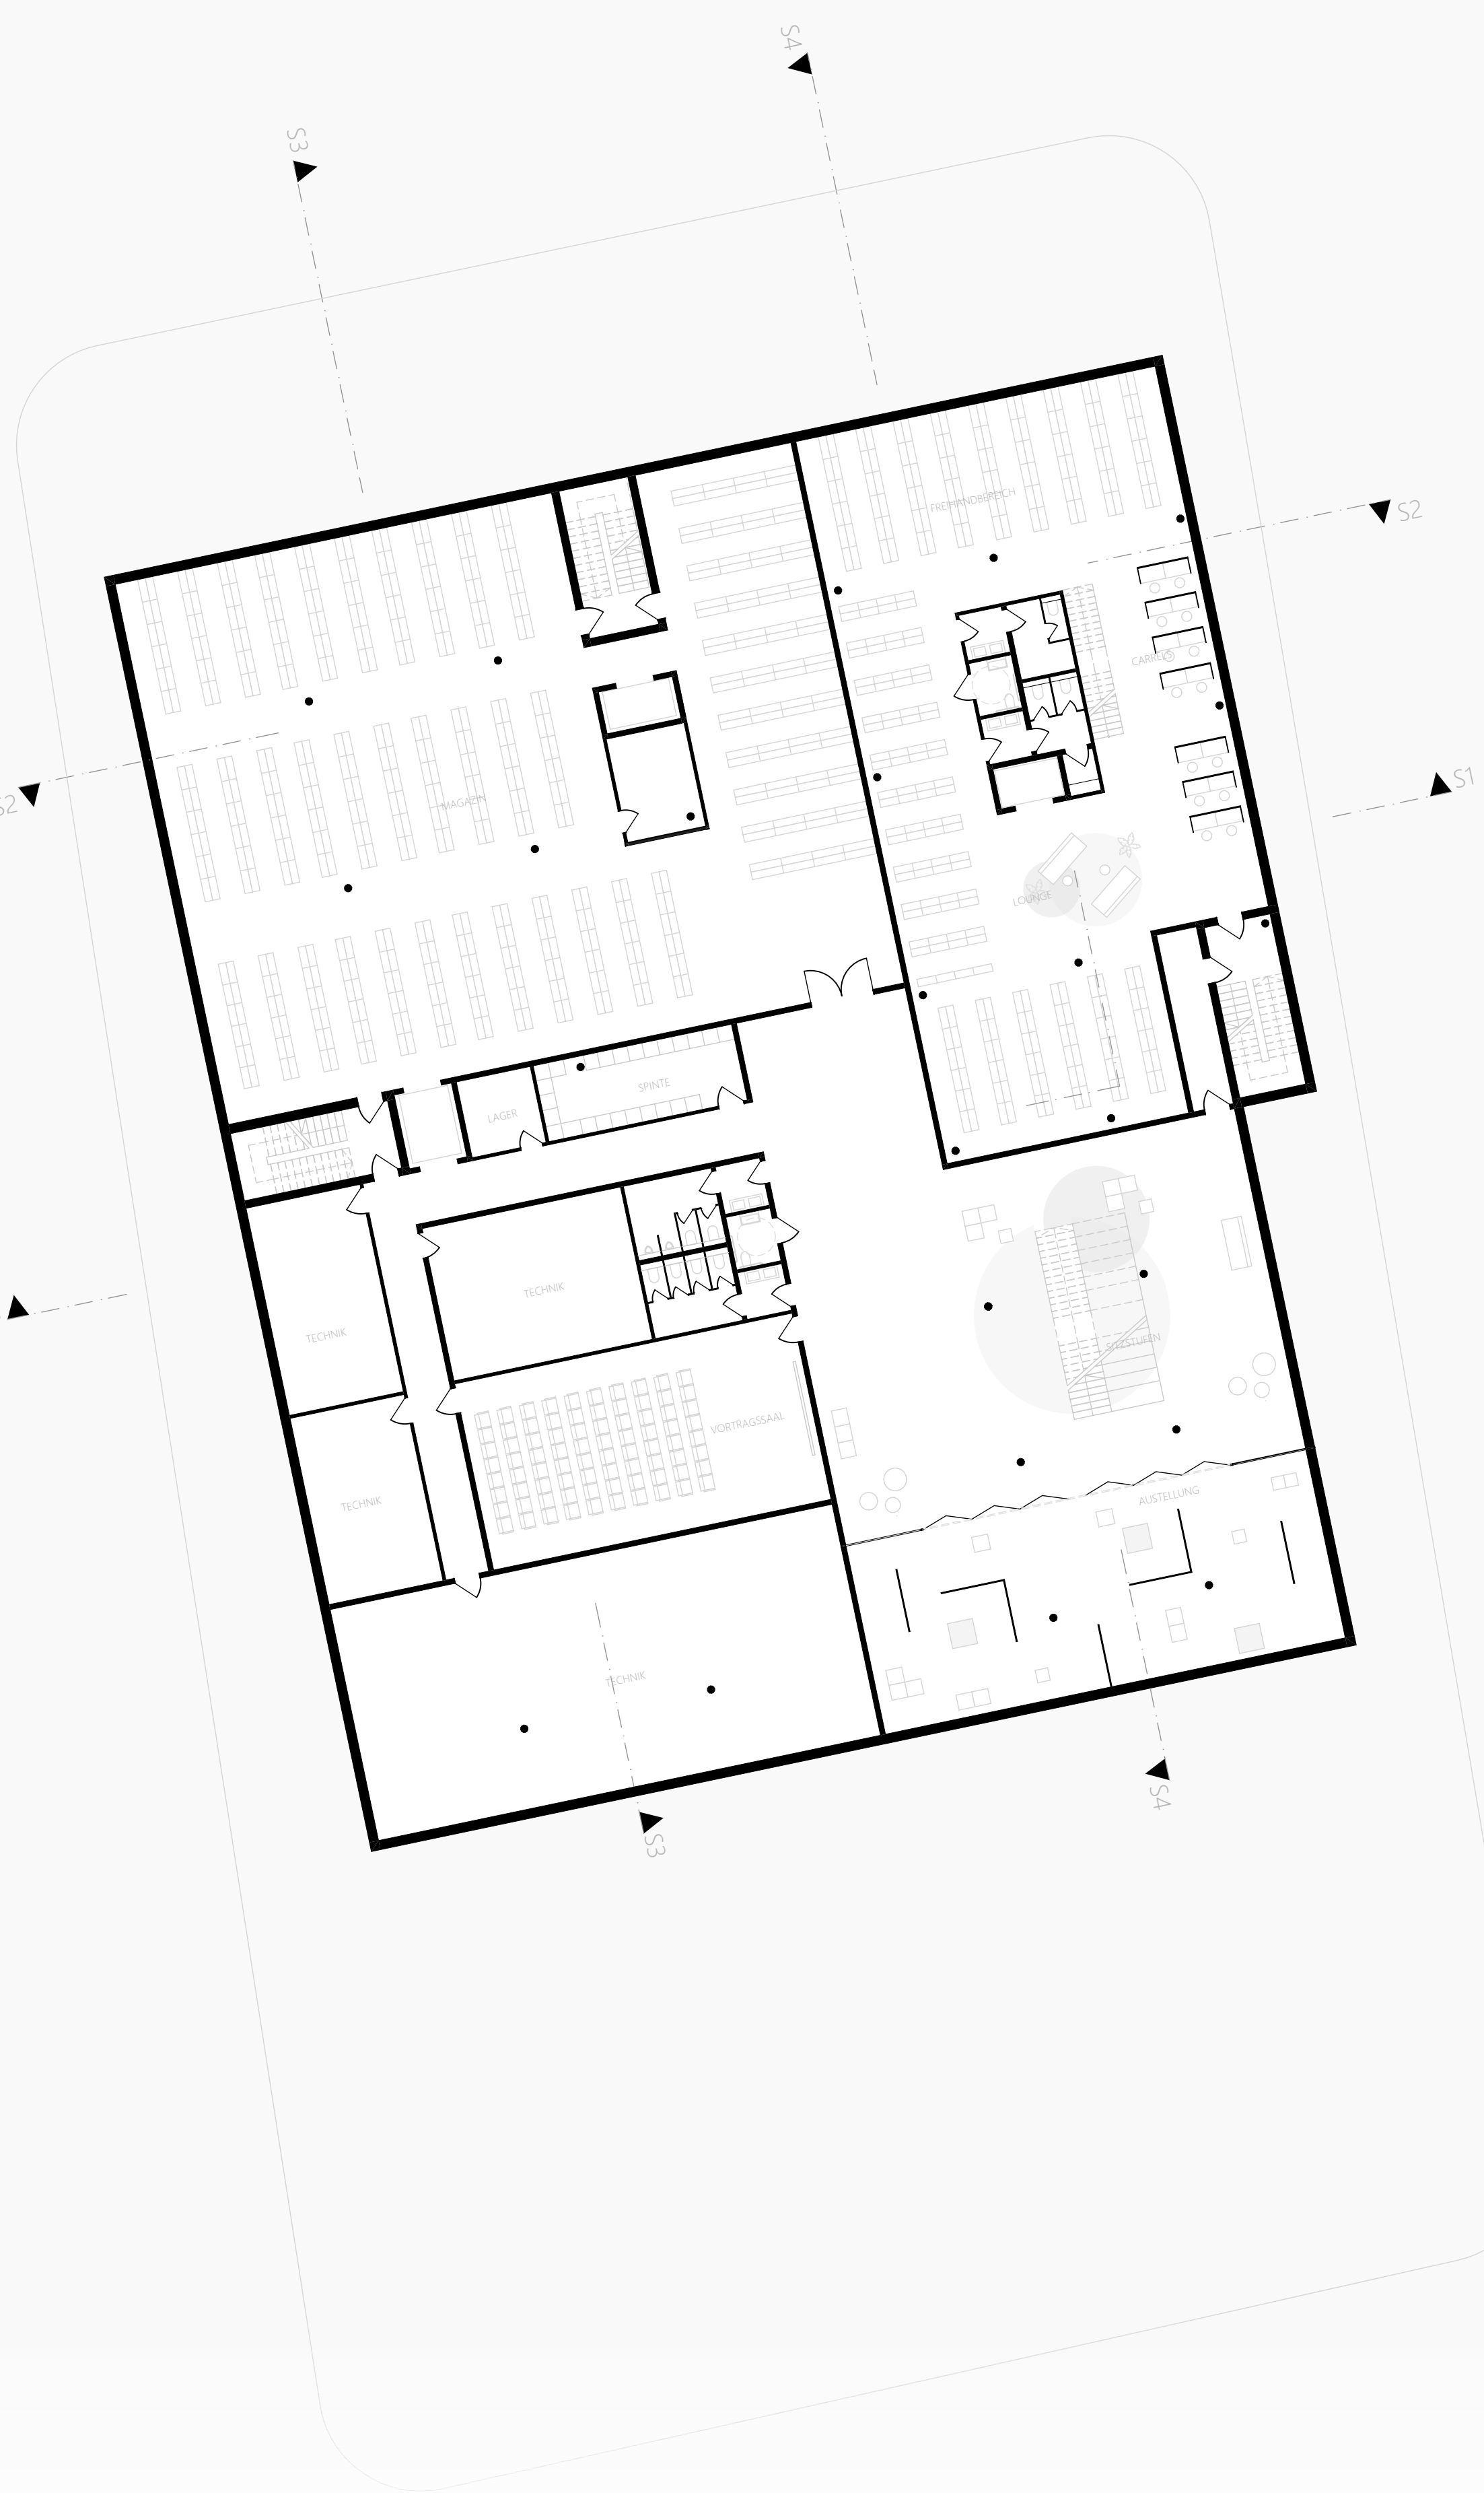 S4
S3
FREIHANDBEREICH
S2
CARRELS
S1
S2
MAGAZIN
LOUNGE
SPINTE
LAGER
TECHNIK
TECHNIK
SITZSTUFEN
VORTRAGSSAAL
TECHNIK
AUSTELLUNG
TECHNIK
S4
S3